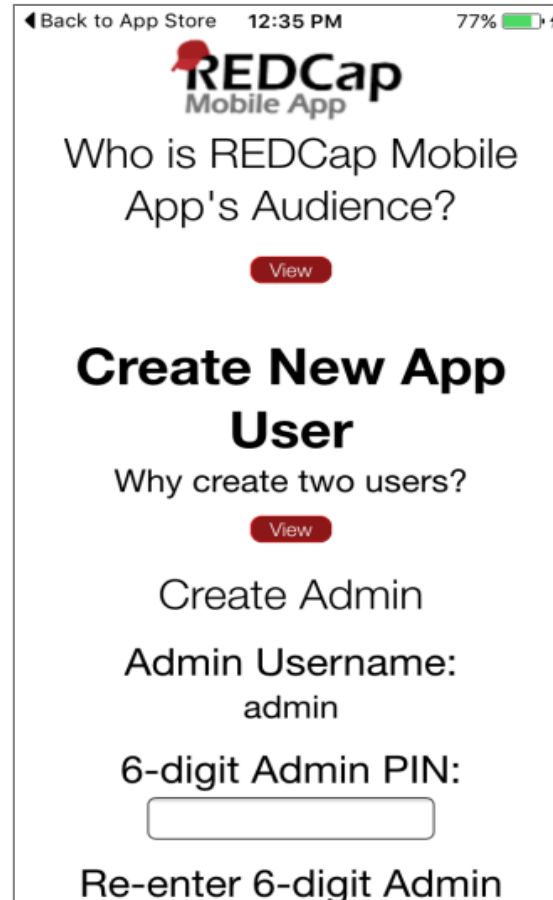 Back to App Store 12:35 PM 77%
REDCap
Mobile App
Who is REDCap Mobile
App's Audience?
View
Create New App
User
Why create two users?
View
Create Admin
Admin Username:
admin
6-digit Admin PIN:
Re-enter 6-digit Admin